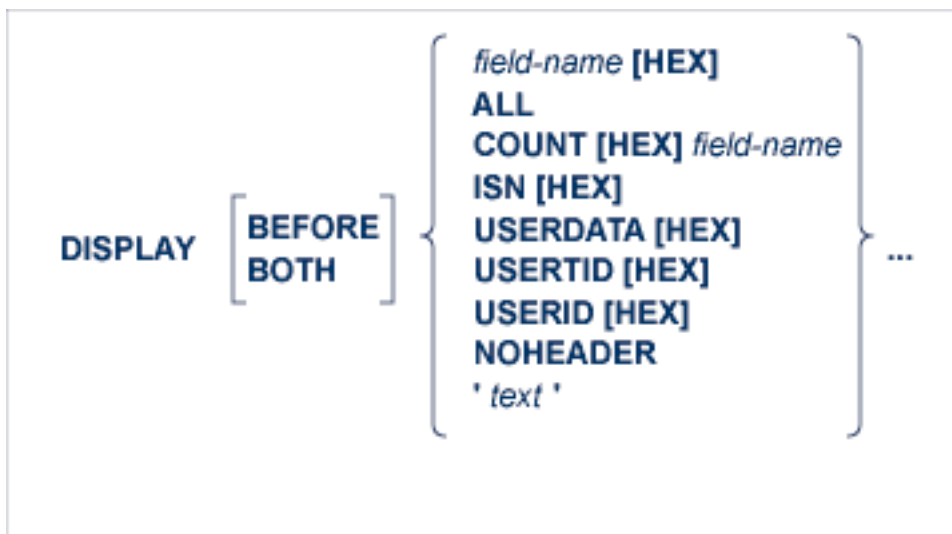 field-name [HEX]
ALL
COUNT [HEX] field-name
ISN [HEX]
DISPLAY [BEFORE BOTH] USERDATA [HEX] ...
USERTID [HEX]
USERID [HEX]
NOHEADER
' text '